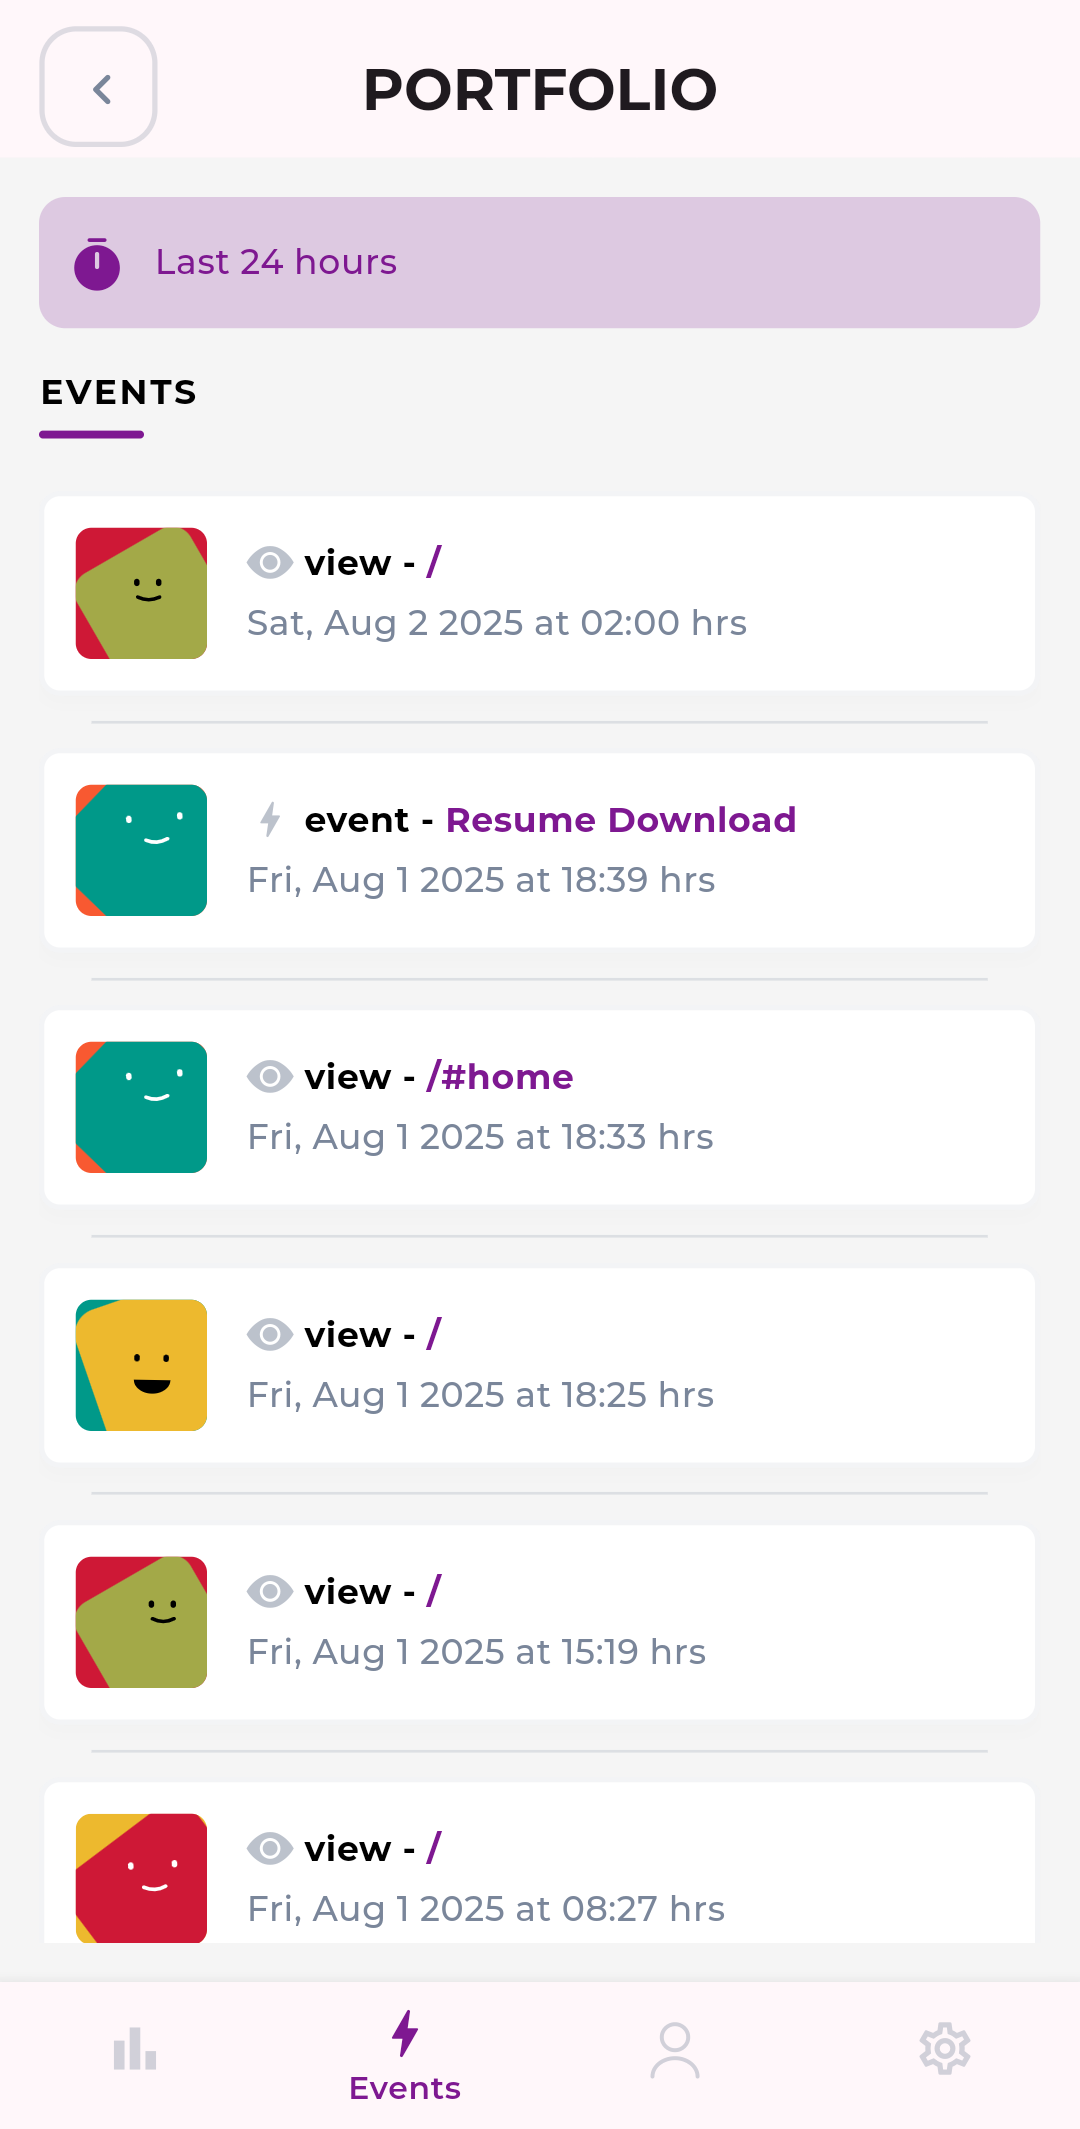 PORTFOLIO
Last 24 hours
EVENTS
view - /
Sat, Aug 2 2025 at 02:00 hrs
event - Resume Download
Fri, Aug 1 2025 at 18:39 hrs
view - /#home
Fri, Aug 1 2025 at 18:33 hrs
view - /
Fri, Aug 1 2025 at 18:25 hrs
view - /
Fri, Aug 1 2025 at 15:19 hrs
view - /
Fri, Aug 1 2025 at 08:27 hrs
Events